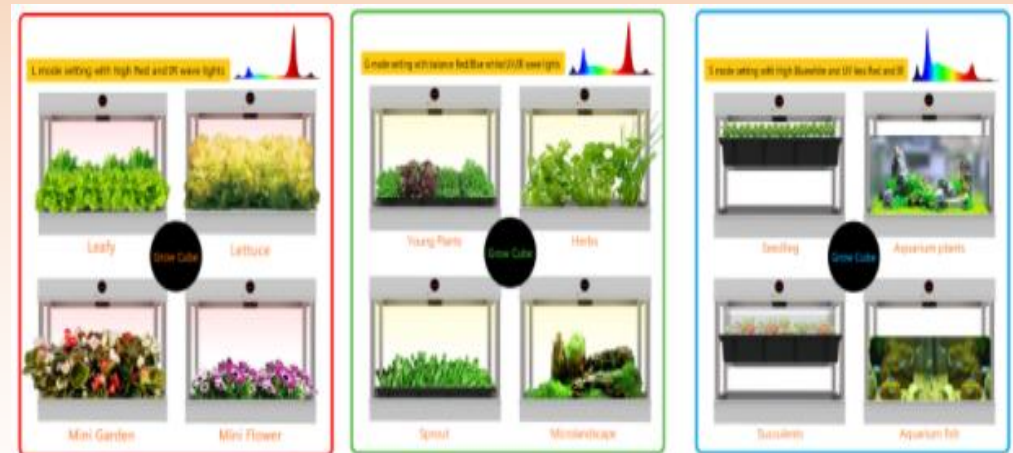 L mode setting with High Red and IR wave lights
Leafy
Lettuce
Grow Cube
Mini Garden
Mini Flower
G mode setting with balance Red/Blue white/UV/IR wave lights
Young Plants
Herbs
Grow Cube
Sprout
Microlandscape
S mode setting with High Blue/white and UV less Red and IR
Seedling
Aquarium plants
Grow Cube
Succulents
Aquarium fish